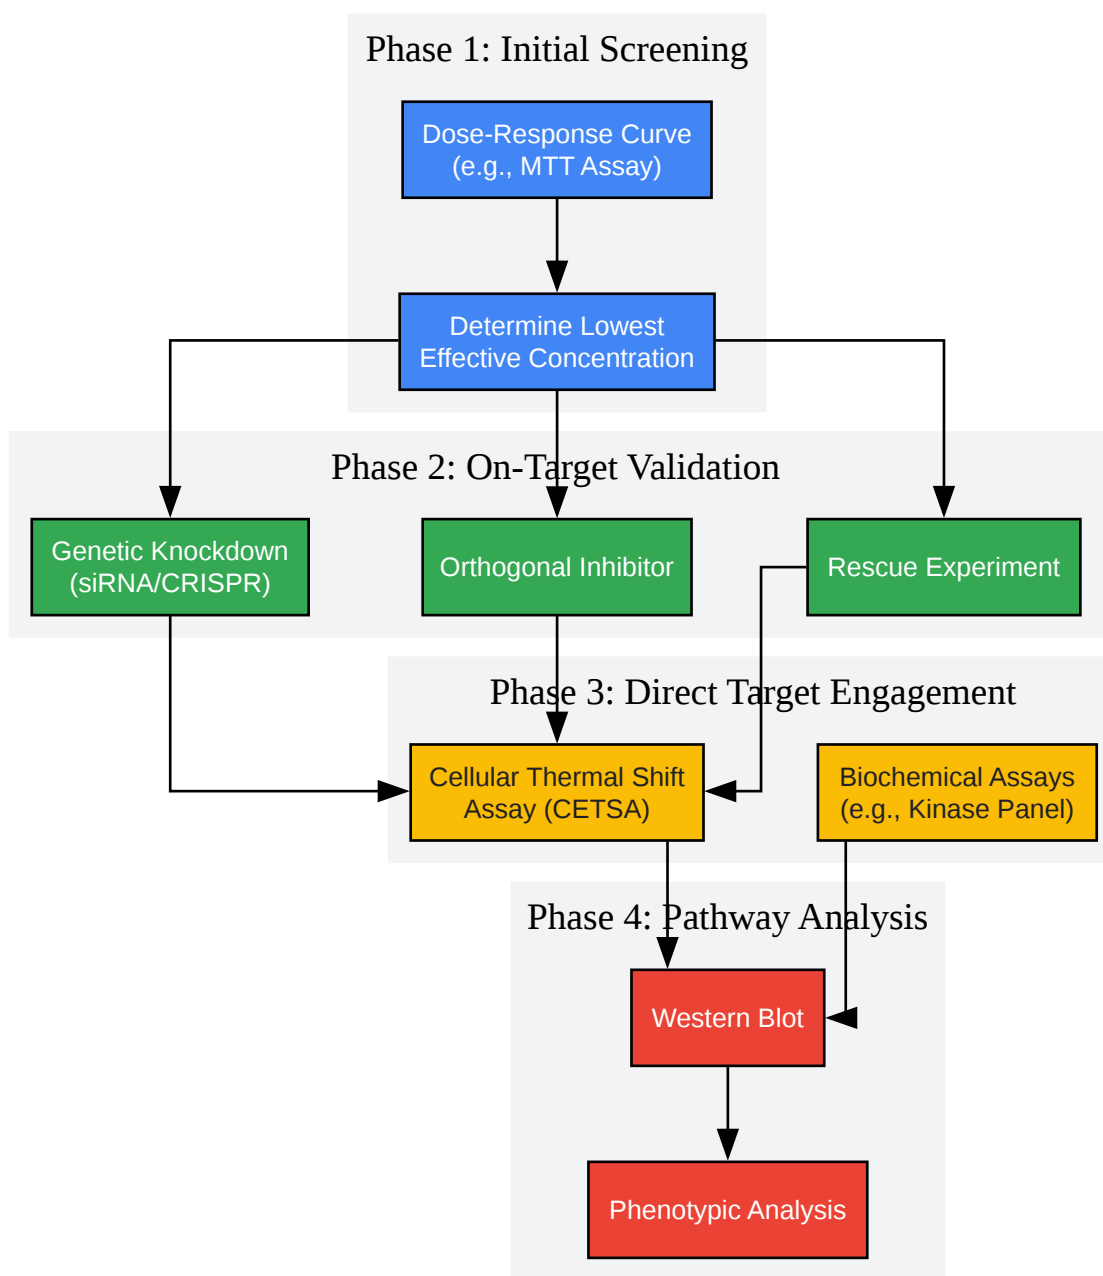 Phase 1: Initial Screening
Dose-Response Curve
(e.g., MTT Assay)
Determine Lowest
Effective Concentration
Phase 2: On-Target Validation
Genetic Knockdown
(siRNA/CRISPR)
Orthogonal Inhibitor
Rescue Experiment
Phase 3: Direct Target Engagement
Cellular Thermal Shift
Assay (CETSA)
Biochemical Assays
(e.g., Kinase Panel)
Phase 4: Pathway Analysis
Western Blot
Phenotypic Analysis